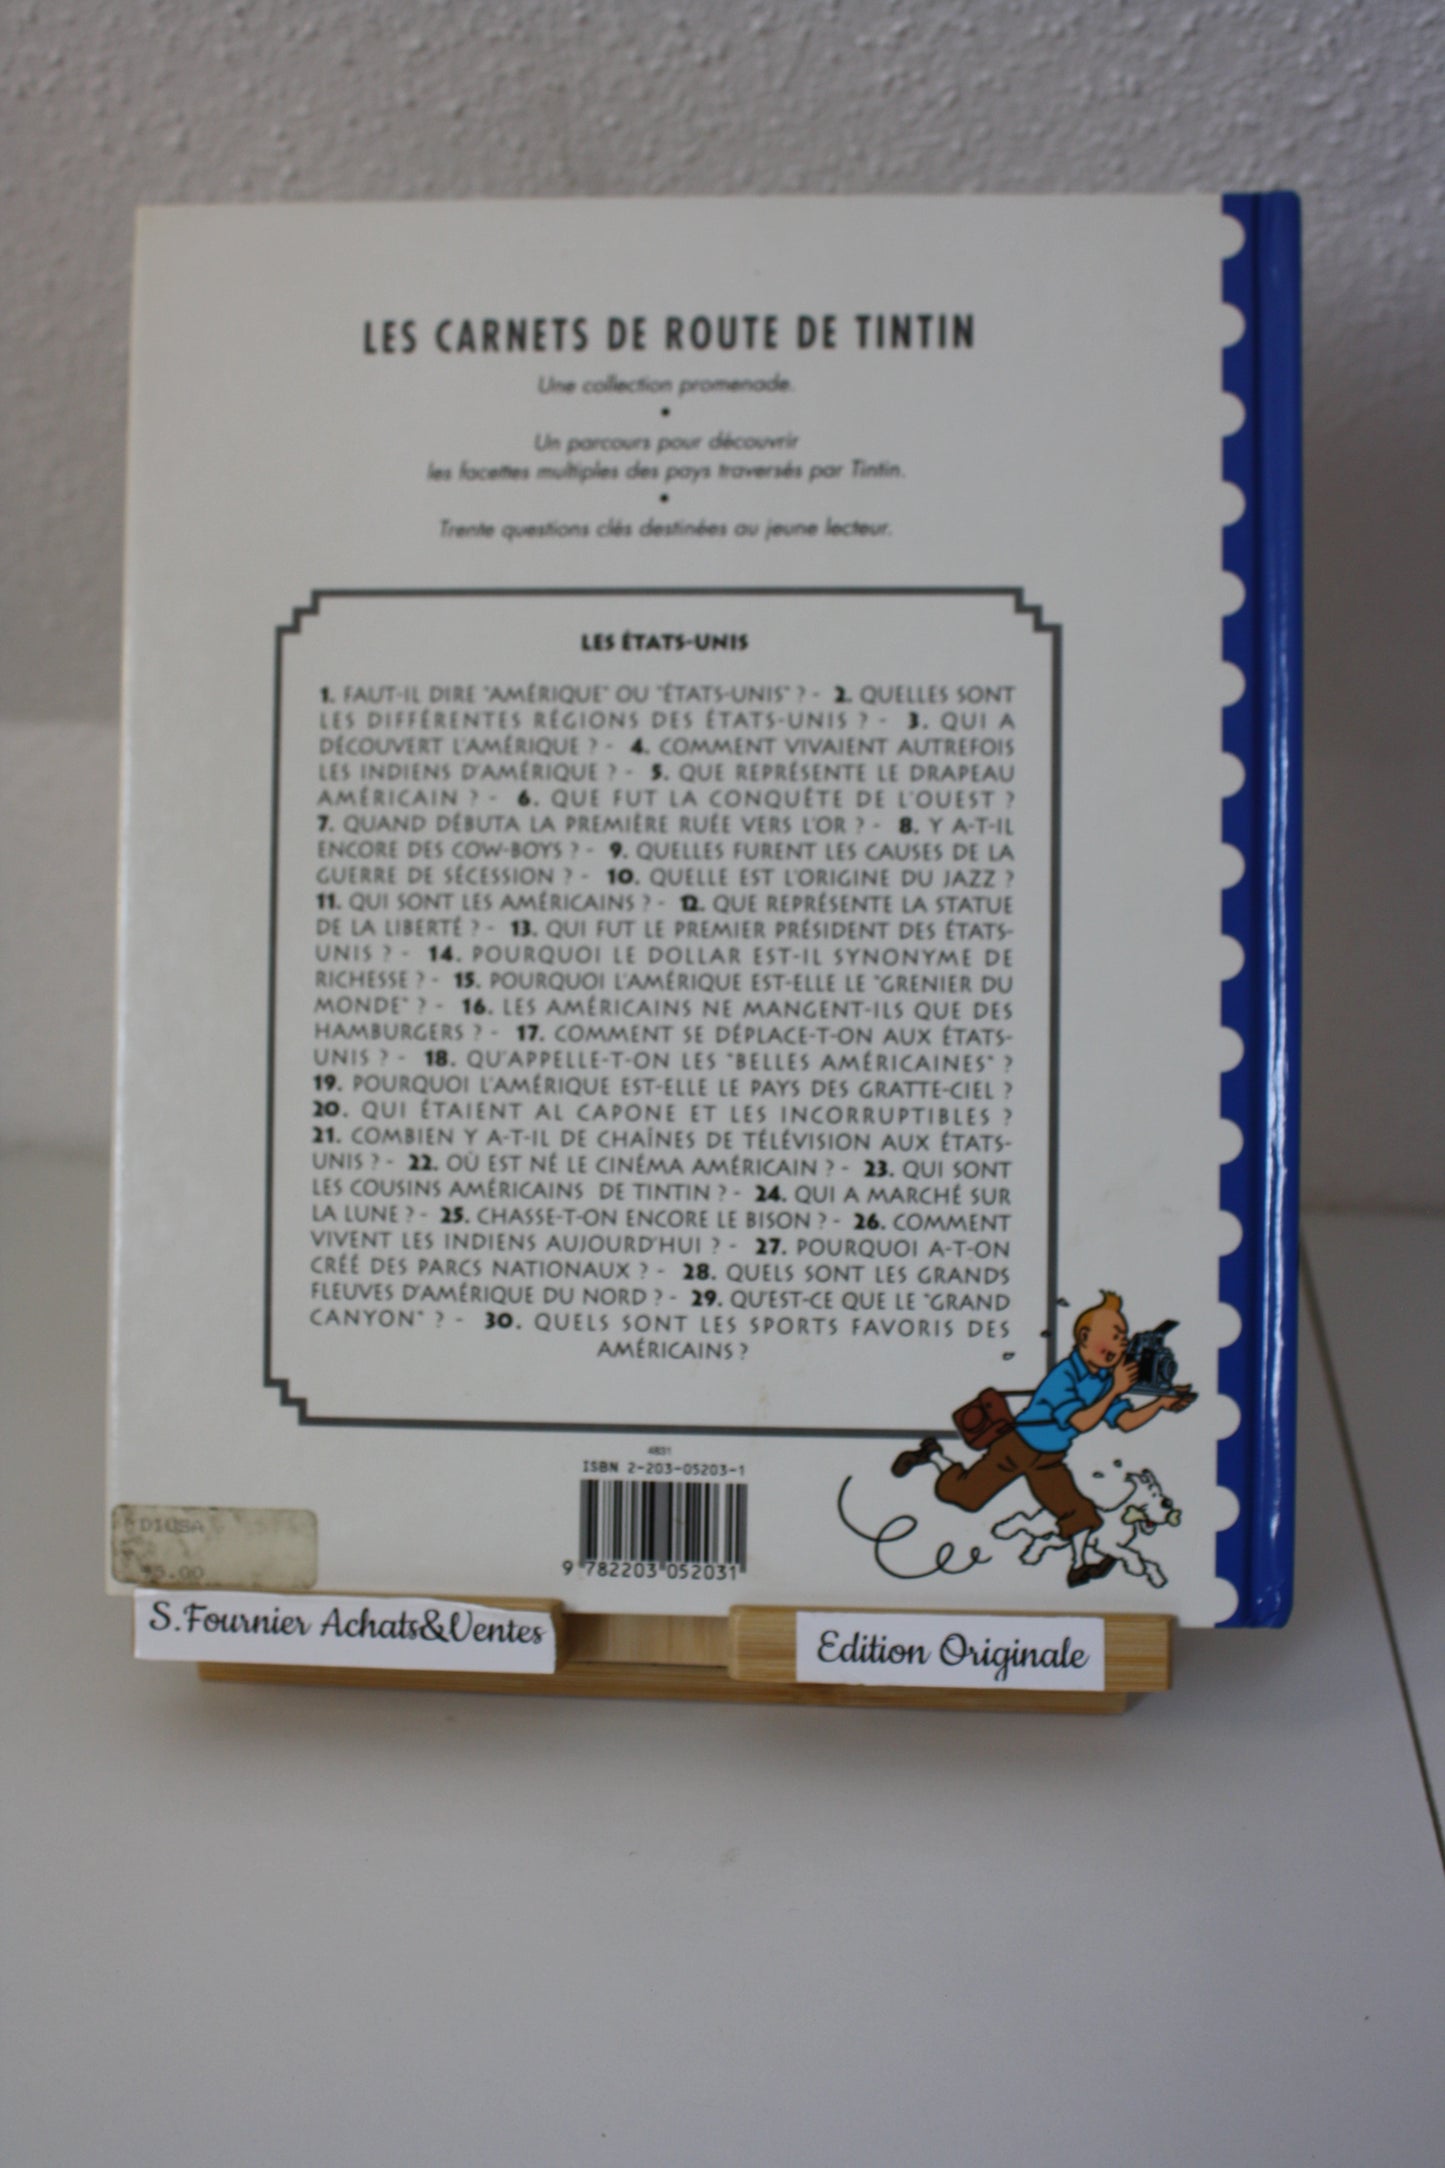 LES CARNETS DE ROUTE DE TINTIN
Une collection promenade.
•
Un parcours pour découvrir
les facettes multiples des pays traversés par Tintin.
•
Trente questions clés destinées au jeune lecteur.
LES ÉTATS-UNIS
1. FAUT-IL DIRE "AMÉRIQUE" OU "ÉTATS-UNIS" ? - 2. QUELLES SONT
LES DIFFÉRENTES RÉGIONS DES ÉTATS-UNIS ? - 3. QUI A
DÉCOUVERT L'AMÉRIQUE ? - 4. COMMENT VIVAIENT AUTREFOIS
LES INDIENS D'AMÉRIQUE ? - 5. QUE REPRÉSENTE LE DRAPEAU
AMÉRICAIN ? - 6. QUE FUT LA CONQUÊTE DE L'OUEST ?
7. QUAND DÉBUTA LA PREMIÈRE RUÉE VERS L'OR ? - 8. Y A-T-IL
ENCORE DES COW-BOYS ? - 9. QUELLES FURENT LES CAUSES DE LA
GUERRE DE SÉCESSION ? - 10. QUELLE EST L'ORIGINE DU JAZZ ?
11. QUI SONT LES AMÉRICAINS ? - 12. QUE REPRÉSENTE LA STATUE
DE LA LIBERTÉ ? - 13. QUI FUT LE PREMIER PRÉSIDENT DES ÉTATS-
UNIS ? - 14. POURQUOI LE DOLLAR EST-IL SYNONYME DE
RICHESSE ? - 15. POURQUOI L'AMÉRIQUE EST-ELLE LE "GRENIER DU
MONDE" ? - 16. LES AMÉRICAINS NE MANGENT-ILS QUE DES
HAMBURGERS ? - 17. COMMENT SE DÉPLACE-T-ON AUX ÉTATS-
UNIS ? - 18. QU'APPELLE-T-ON LES "BELLES AMÉRICAINES" ?
19. POURQUOI L'AMÉRIQUE EST-ELLE LE PAYS DES GRATTE-CIEL ?
20. QUI ÉTAIENT AL CAPONE ET LES INCORRUPTIBLES ?
21. COMBIEN Y A-T-IL DE CHAÎNES DE TÉLÉVISION AUX ÉTATS-
UNIS ? - 22. OÙ EST NÉ LE CINÉMA AMÉRICAIN ? - 23. QUI SONT
LES COUSINS AMÉRICAINS DE TINTIN ? - 24. QUI A MARCHÉ SUR
LA LUNE ? - 25. CHASSE-T-ON ENCORE LE BISON ? - 26. COMMENT
VIVENT LES INDIENS AUJOURD'HUI ? - 27. POURQUOI A-T-ON
CRÉÉ DES PARCS NATIONAUX ? - 28. QUELS SONT LES GRANDS
FLEUVES D'AMÉRIQUE DU NORD ? - 29. QU'EST-CE QUE LE "GRAND
CANYON" ? - 30. QUELS SONT LES SPORTS FAVORIS DES
AMÉRICAINS ?
4831
ISBN 2-203-05203-1
9 782203 052031
DIUSA
S.Fournier Achats&Ventes
Edition Originale